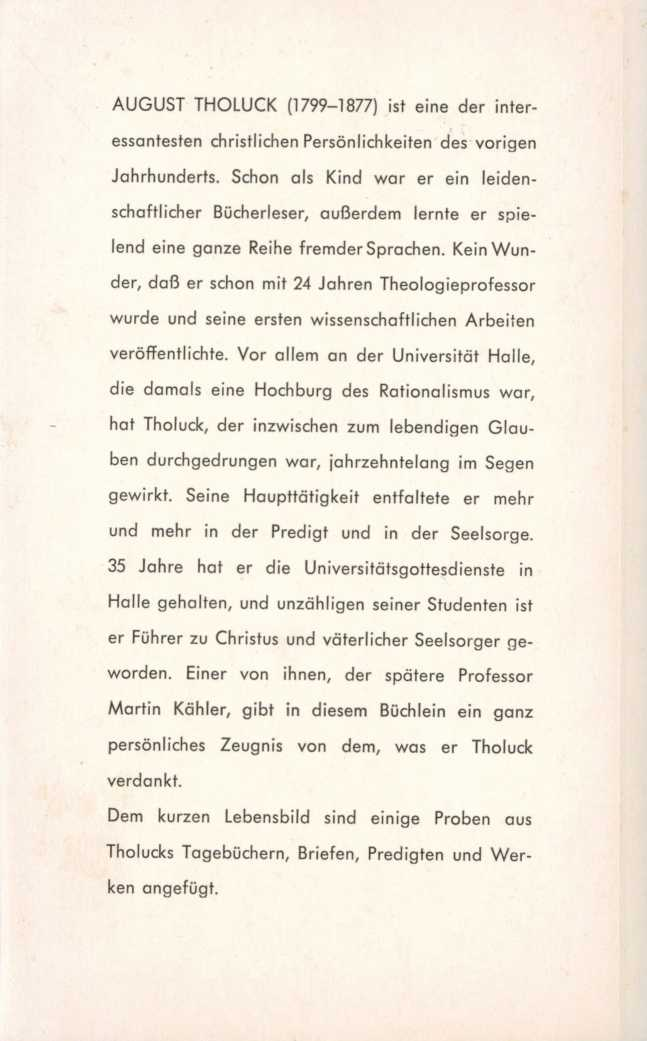 AUGUST THOLUCK (1799–1877) ist eine der inter-
essantesten christlichen Persönlichkeiten des vorigen
Jahrhunderts. Schon als Kind war er ein leiden-
schaftlicher Bücherleser, außerdem lernte er spie-
lend eine ganze Reihe fremder Sprachen. Kein Wun-
der, daß er schon mit 24 Jahren Theologieprofessor
wurde und seine ersten wissenschaftlichen Arbeiten
veröffentlichte. Vor allem an der Universität Halle,
die damals eine Hochburg des Rationalismus war,
hat Tholuck, der inzwischen zum lebendigen Glau-
ben durchgedrungen war, jahrzehntelang im Segen
gewirkt. Seine Haupttätigkeit entfaltete er mehr
und mehr in der Predigt und in der Seelsorge.
35 Jahre hat er die Universitätsgottesdienste in
Halle gehalten, und unzähligen seiner Studenten ist
er Führer zu Christus und väterlicher Seelsorger ge-
worden. Einer von ihnen, der spätere Professor
Martin Kähler, gibt in diesem Büchlein ein ganz
persönliches Zeugnis von dem, was er Tholuck
verdankt.
Dem kurzen Lebensbild sind einige Proben aus
Tholucks Tagebüchern, Briefen, Predigten und Wer-
ken angefügt.